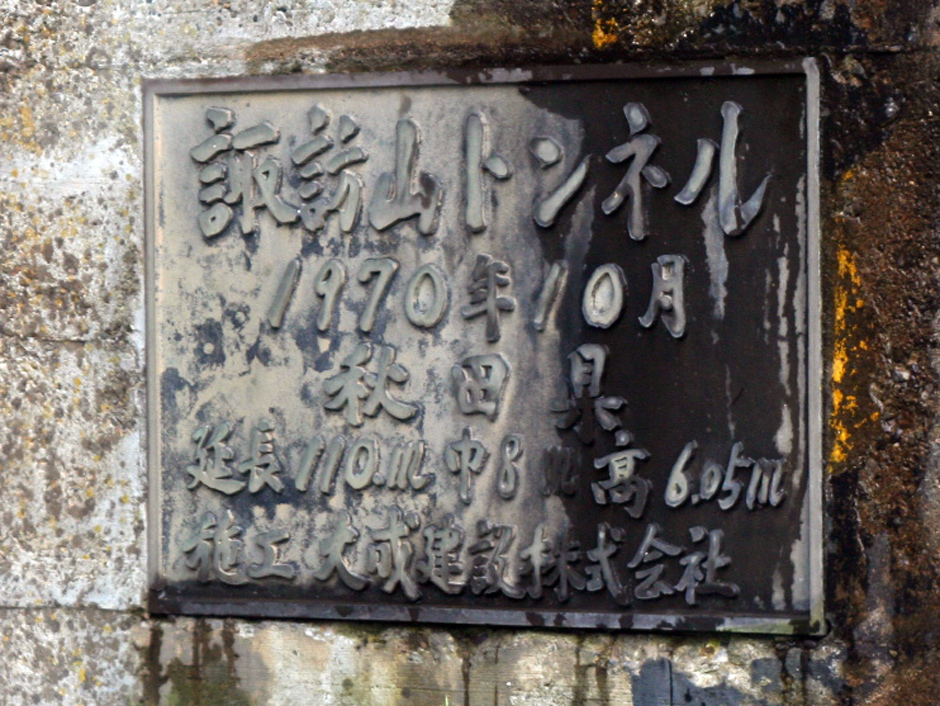 諏訪山トンネル
1970年10月
秋田県
延長110.m 巾8m 高6.05m
施工 大成建設株式会社